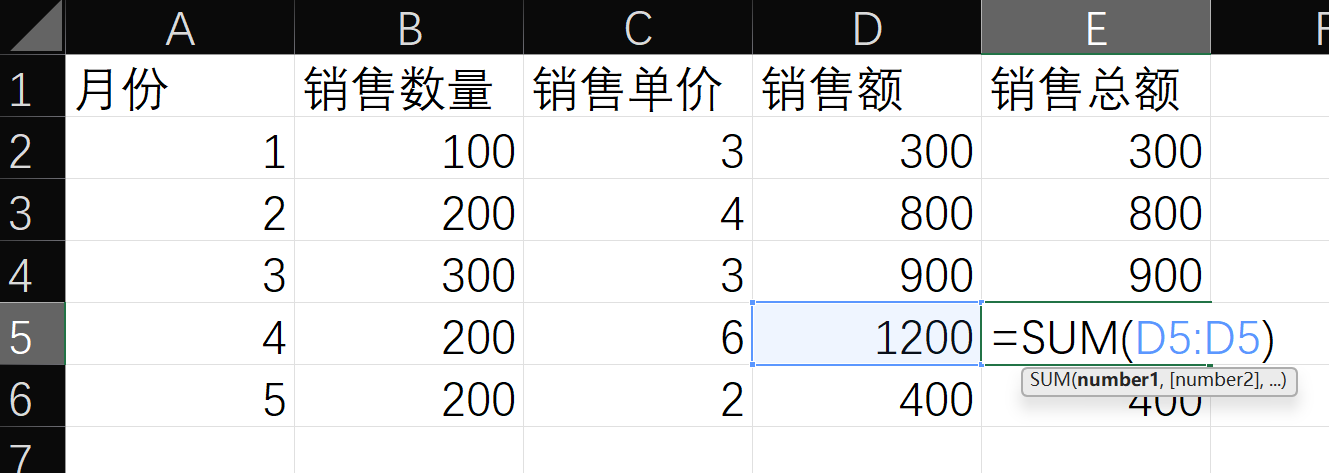 A B C D E F
1 月份 销售数量 销售单价 销售额 销售总额
2 1 100 3 300 300
3 2 200 4 800 800
4 3 300 3 900 900
5 4 200 6 1200 =SUM(D5:D5)
SUM(number1, [number2], ...)
6 5 200 2 400 400
7